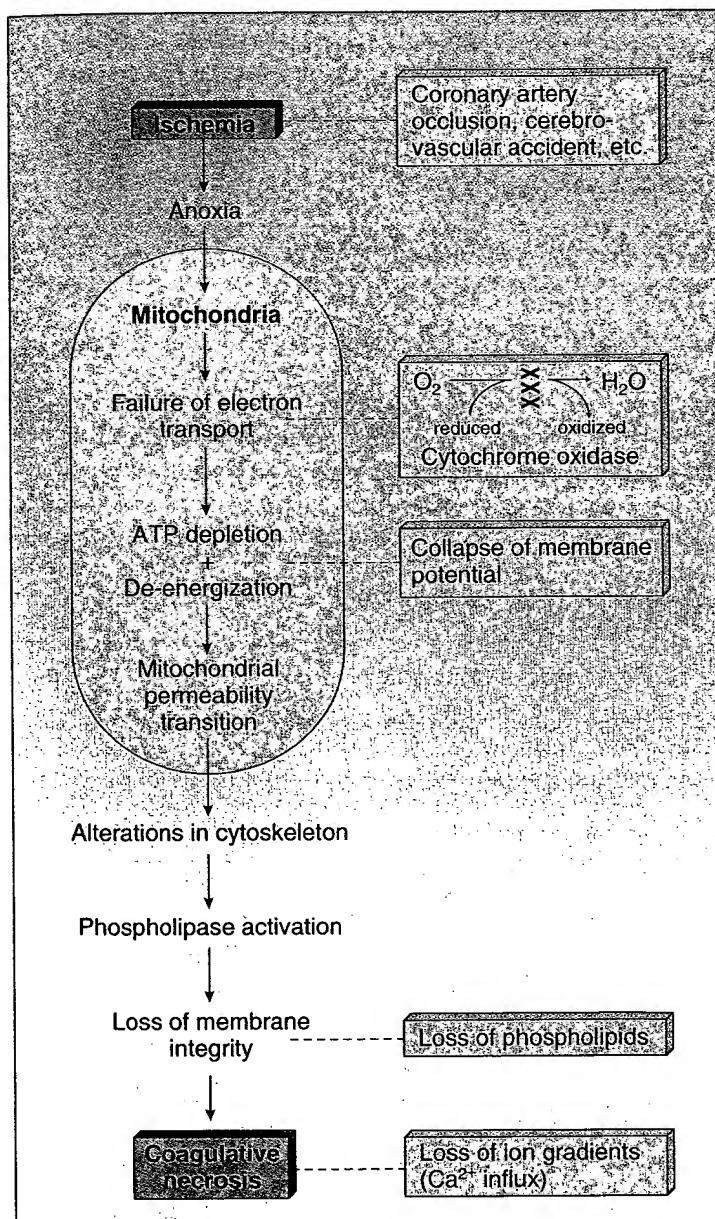 Ischemia
Coronary artery
occlusion, cerebro-
vascular accident, etc.
Anoxia
Mitochondria
Failure of electron
transport
O₂ H₂O
reduced oxidized
Cytochrome oxidase
ATP depletion
+
De-energization
Collapse of membrane
potential
Mitochondrial
permeability
transition
Alterations in cytoskeleton
Phospholipase activation
Loss of membrane
integrity
Loss of phospholipids
Coagulative
necrosis
Loss of ion gradients
(Ca²⁺ influx)